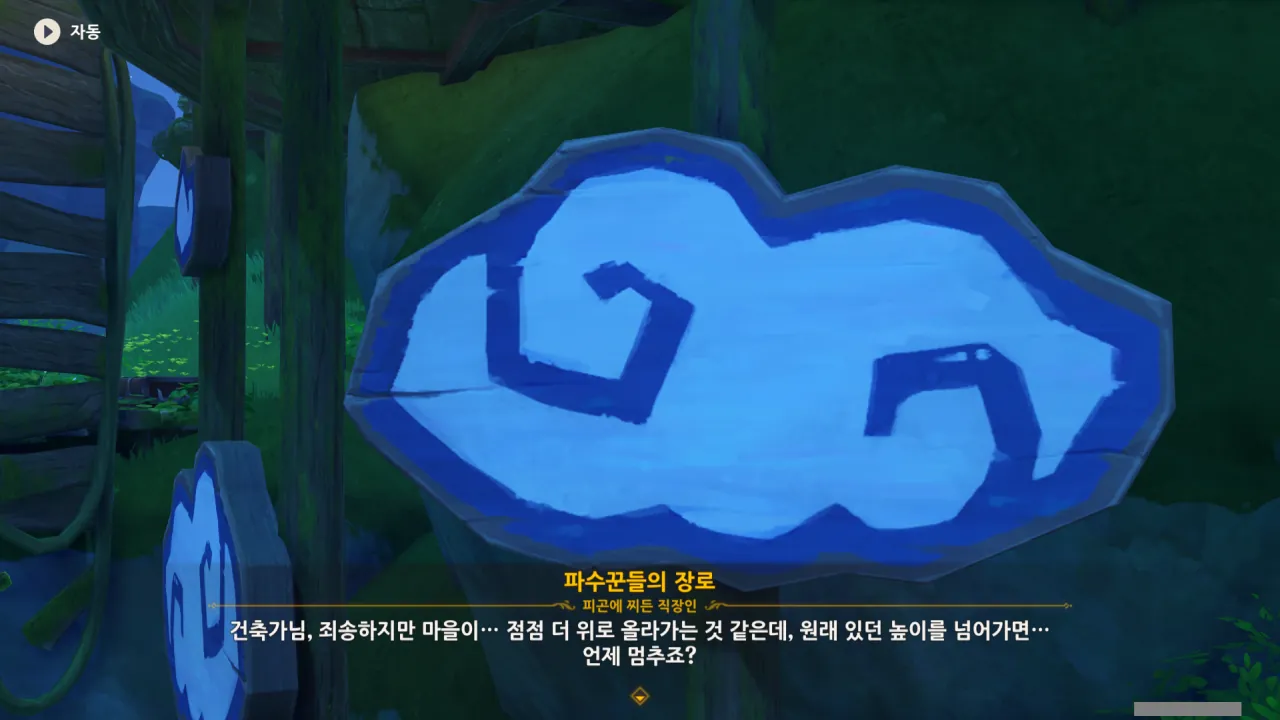 자동
파수꾼들의 장로
피곤에 찌든 직장인
건축가님, 죄송하지만 마을이… 점점 더 위로 올라가는 것 같은데, 원래 있던 높이를 넘어가면…
언제 멈추죠?